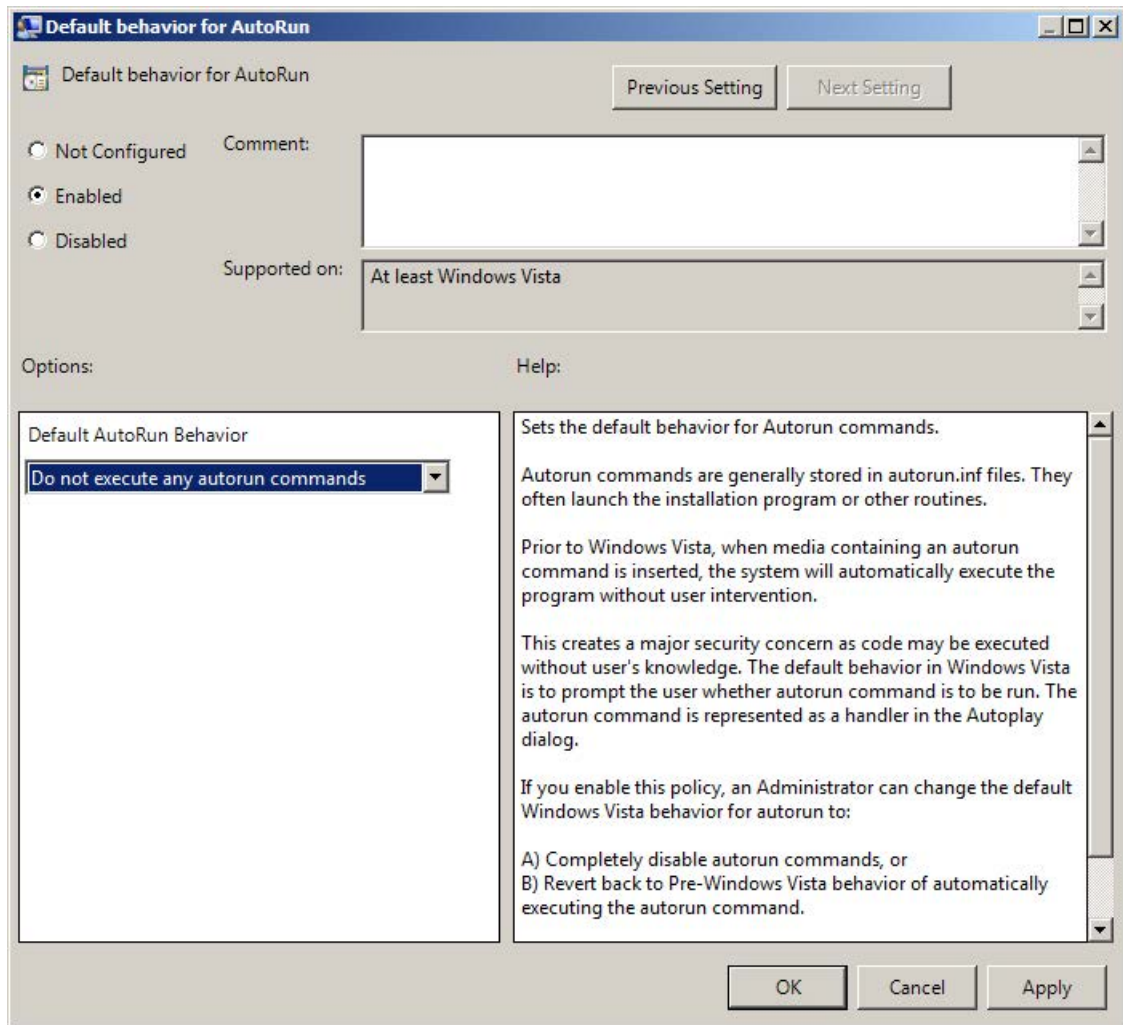 Default behavior for AutoRun
Default behavior for AutoRun
Previous Setting
Next Setting
Not Configured
Comment:
Enabled
Disabled
Supported on:
At least Windows Vista
Options:
Help:
Default AutoRun Behavior
Do not execute any autorun commands
Sets the default behavior for Autorun commands.
Autorun commands are generally stored in autorun.inf files. They
often launch the installation program or other routines.
Prior to Windows Vista, when media containing an autorun
command is inserted, the system will automatically execute the
program without user intervention.
This creates a major security concern as code may be executed
without user's knowledge. The default behavior in Windows Vista
is to prompt the user whether autorun command is to be run. The
autorun command is represented as a handler in the Autoplay
dialog.
If you enable this policy, an Administrator can change the default
Windows Vista behavior for autorun to:
A) Completely disable autorun commands, or
B) Revert back to Pre-Windows Vista behavior of automatically
executing the autorun command.
OK
Cancel
Apply